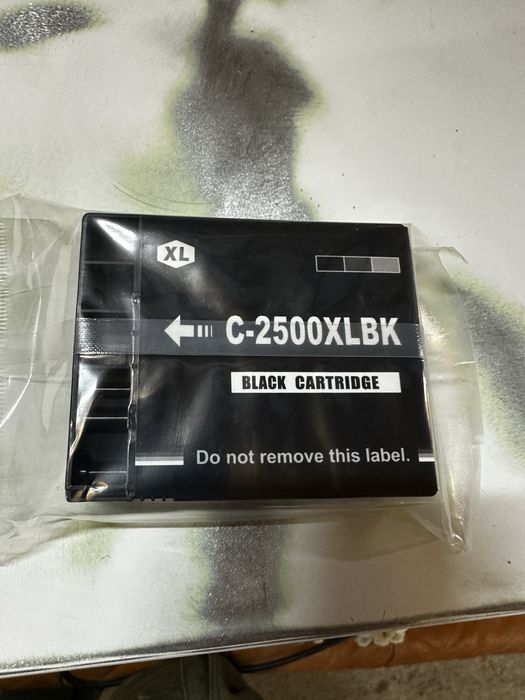 XL
C-2500XLBK
BLACK CARTRIDGE
Do not remove this label.